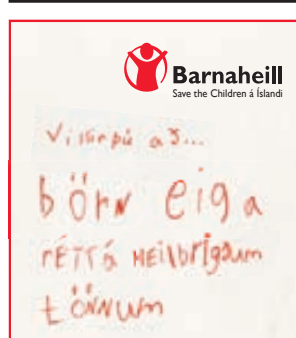 Barnaheill
Save the Children á Íslandi
Vissir þú að...
börn eiga
rétt á HEilbrigðum
tönnum